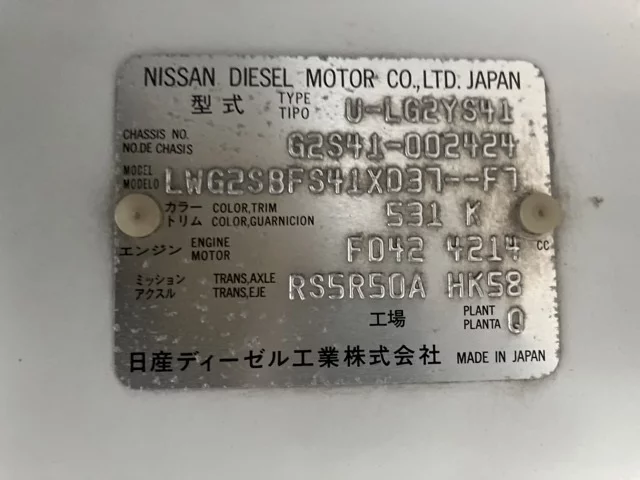 NISSAN DIESEL MOTOR CO.,LTD. JAPAN
型式 TYPE TIPO U-LG2YS41
CHASSIS NO. NO.DE CHASIS G2S41-002424
MODEL MODELO LWG2SBFS41XD37--F7
カラー トリム COLOR,TRIM COLOR,GUARNICION 531 K
エンジン ENGINE MOTOR FD42 4214 CC
ミッション アクスル TRANS,AXLE TRANS,EJE RS5R50A HK58
工場 PLANT PLANTA Q
日産ディーゼル工業株式会社 MADE IN JAPAN